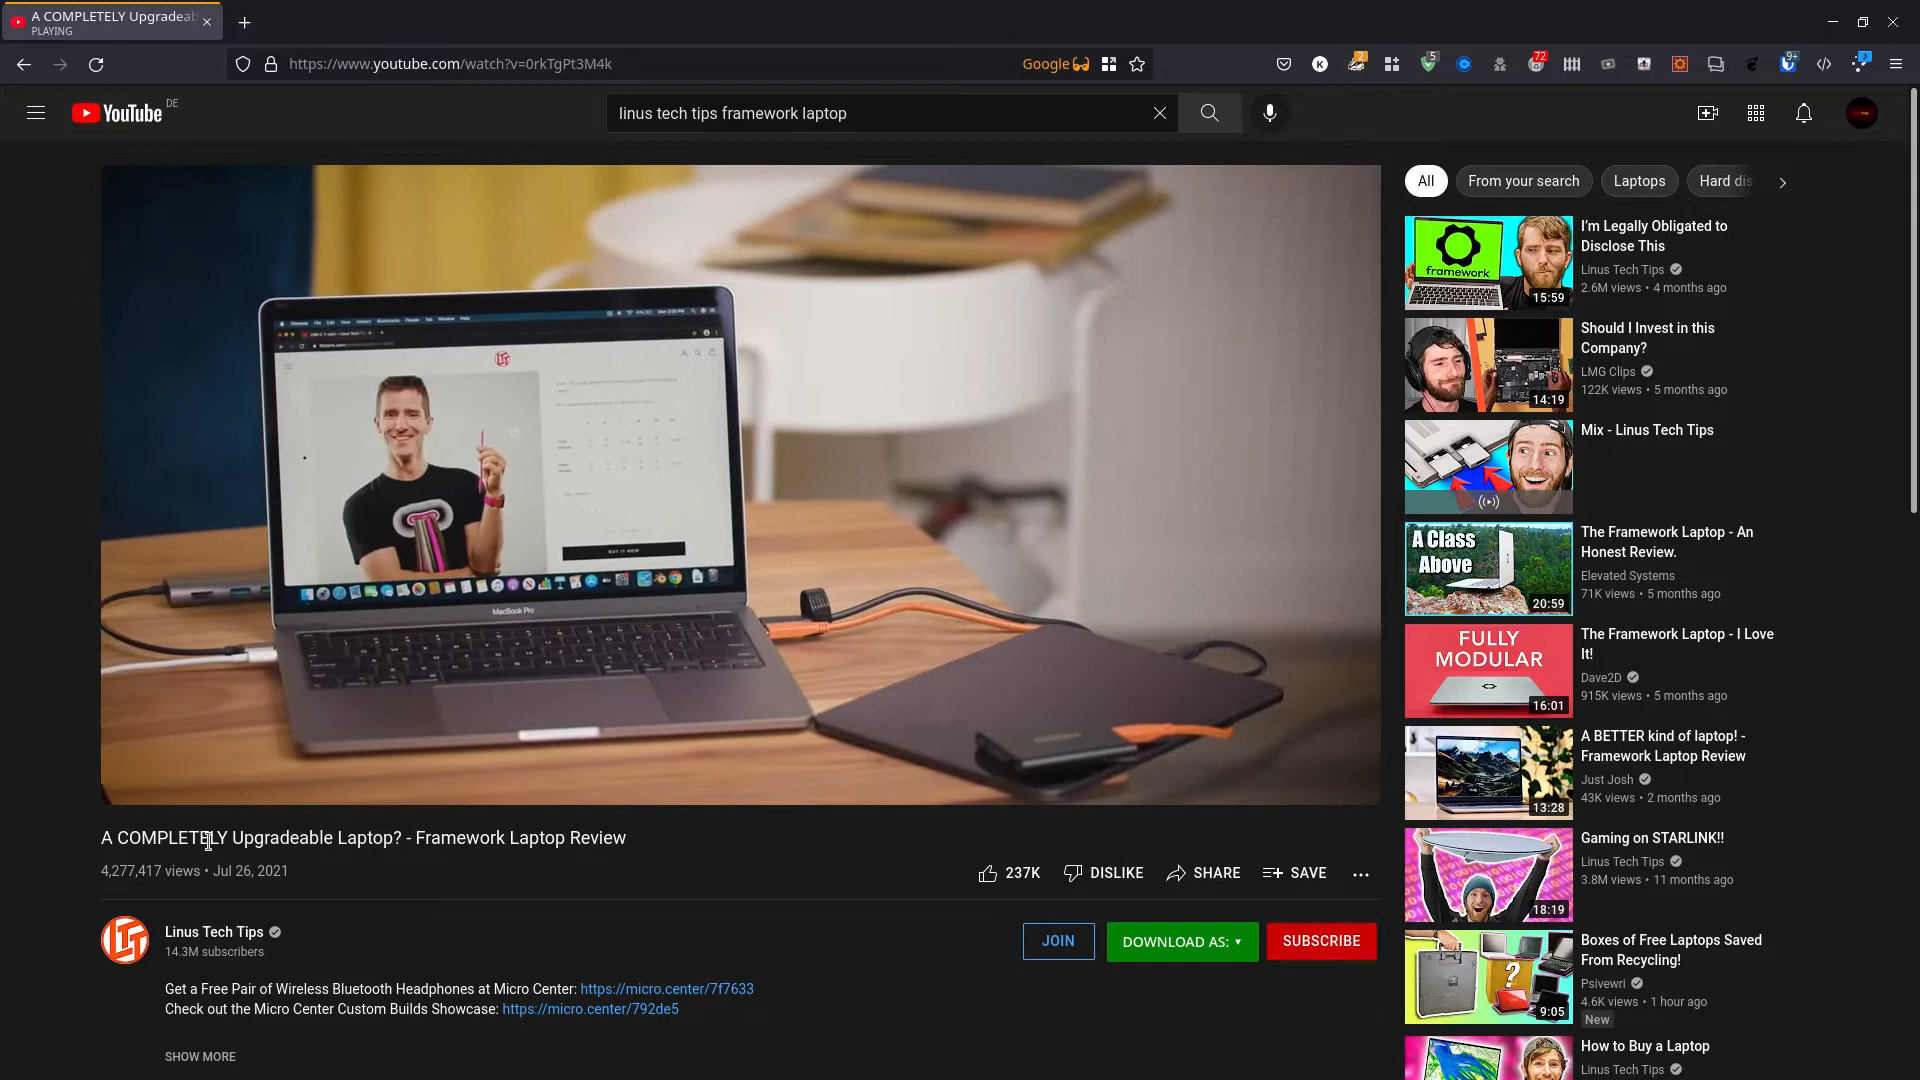 A COMPLETELY Upgradeab
PLAYING
https://www.youtube.com/watch?v=0rkTgPt3M4k
Google
2
5
72
9+
YouTube
DE
linus tech tips framework laptop
All
From your search
Laptops
Hard dis
MacBook Pro
BUY IT NOW
framework
15:59
I'm Legally Obligated to
Disclose This
Linus Tech Tips
2.6M views • 4 months ago
14:19
Should I Invest in this
Company?
LMG Clips
122K views • 5 months ago
Mix - Linus Tech Tips
A Class
Above
20:59
The Framework Laptop - An
Honest Review.
Elevated Systems
71K views • 5 months ago
FULLY
MODULAR
16:01
The Framework Laptop - I Love
It!
Dave2D
915K views • 5 months ago
13:28
A BETTER kind of laptop! -
Framework Laptop Review
Just Josh
43K views • 2 months ago
18:19
Gaming on STARLINK!!
Linus Tech Tips
3.8M views • 11 months ago
?
9:05
Boxes of Free Laptops Saved
From Recycling!
Psivewri
4.6K views • 1 hour ago
New
How to Buy a Laptop
Linus Tech Tips
A COMPLETELY Upgradeable Laptop? - Framework Laptop Review
4,277,417 views • Jul 26, 2021
237K
DISLIKE
SHARE
SAVE
Linus Tech Tips
14.3M subscribers
JOIN
DOWNLOAD AS:
SUBSCRIBE
Get a Free Pair of Wireless Bluetooth Headphones at Micro Center: https://micro.center/7f7633
Check out the Micro Center Custom Builds Showcase: https://micro.center/792de5
SHOW MORE